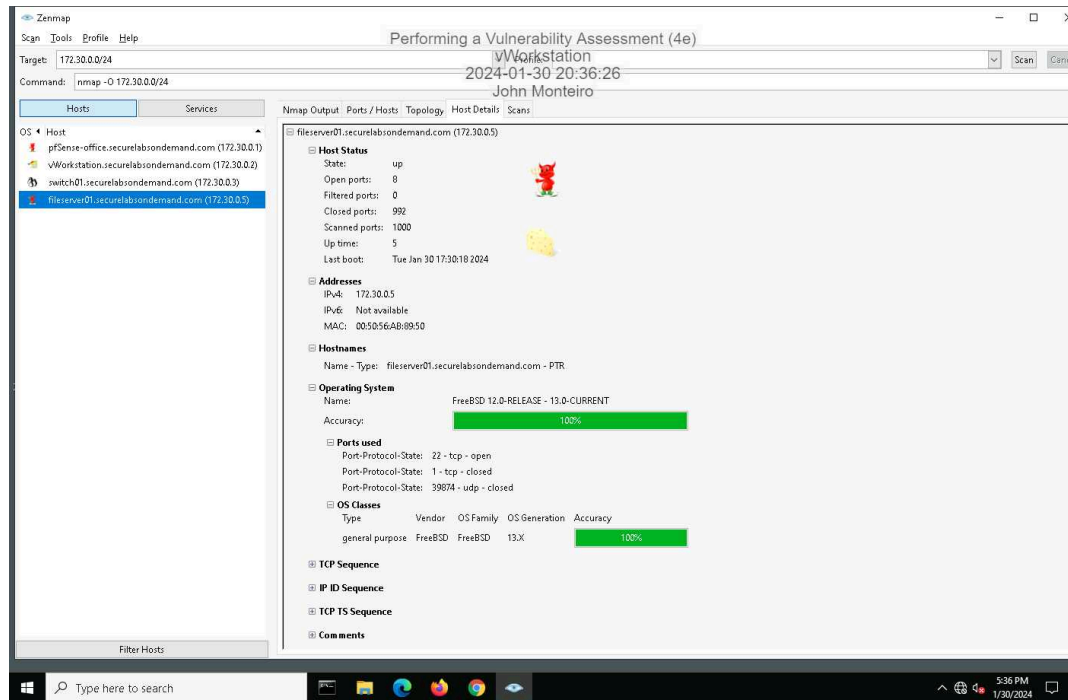 Zenmap
Scan Tools Profile Help
Performing a Vulnerability Assessment (4e)
vWorkstation
2024-01-30 20:36:26
John Monteiro
Target: 172.30.0.0/24 Scan
Command: nmap -O 172.30.0.0/24
Hosts Services
Nmap Output Ports / Hosts Topology Host Details Scans
OS Host
pfSense-office.securelabsondemand.com (172.30.0.1)
vWorkstation.securelabsondemand.com (172.30.0.2)
switch01.securelabsondemand.com (172.30.0.3)
fileserver01.securelabsondemand.com (172.30.0.5)
fileserver01.securelabsondemand.com (172.30.0.5)
Host Status
State: up
Open ports: 8
Filtered ports: 0
Closed ports: 992
Scanned ports: 1000
Up time: 5
Last boot: Tue Jan 30 17:30:18 2024
Addresses
IPv4: 172.30.0.5
IPv6: Not available
MAC: 00:50:56:AB:89:50
Hostnames
Name - Type: fileserver01.securelabsondemand.com - PTR
Operating System
Name: FreeBSD 12.0-RELEASE - 13.0-CURRENT
Accuracy: 100%
Ports used
Port-Protocol-State: 22 - tcp - open
Port-Protocol-State: 1 - tcp - closed
Port-Protocol-State: 39874 - udp - closed
OS Classes
Type Vendor OS Family OS Generation Accuracy
general purpose FreeBSD FreeBSD 13.X 100%
TCP Sequence
IP ID Sequence
TCP TS Sequence
Comments
Filter Hosts
Type here to search
5:36 PM
1/30/2024